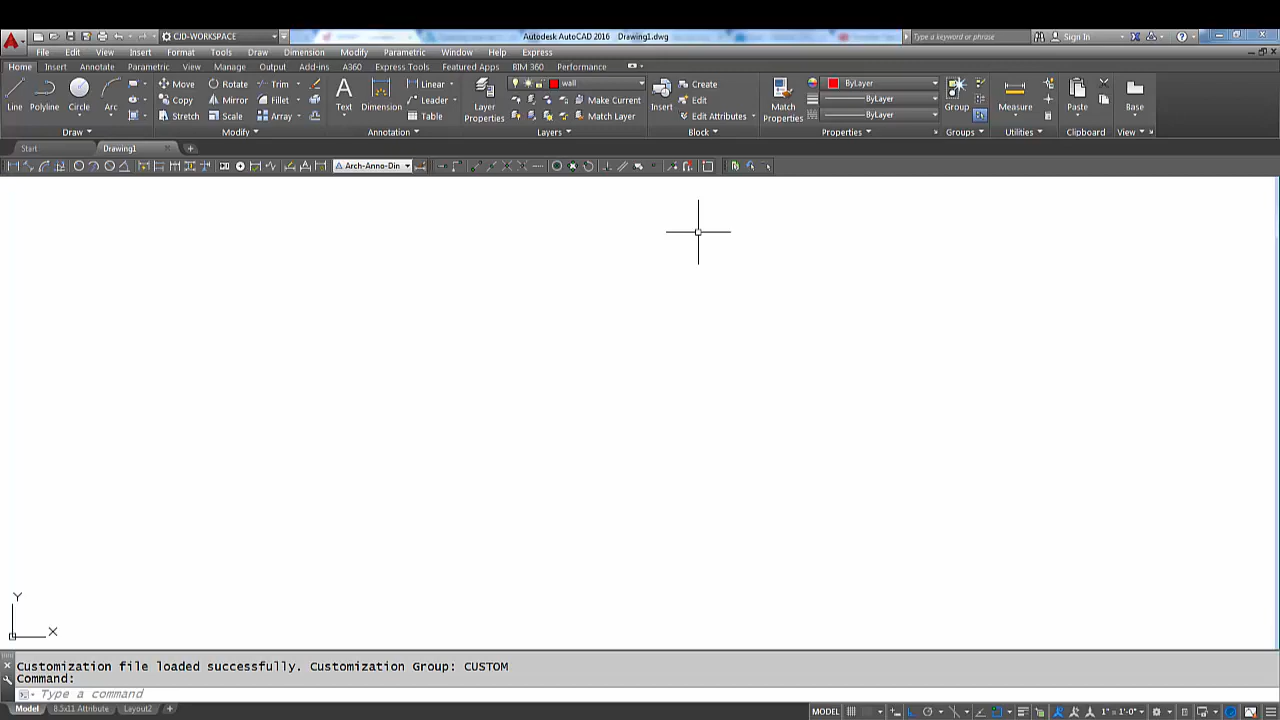 CJD-WORKSPACE
Autodesk AutoCAD 2016 Drawing1.dwg
Type a keyword or phrase
Sign In
File Edit View Insert Format Tools Draw Dimension Modify Parametric Window Help Express
Home Insert Annotate Parametric View Manage Output Add-ins A360 Express Tools Featured Apps BIM 360 Performance
Line Polyline Circle Arc
Move Rotate Trim
Copy Mirror Fillet
Stretch Scale Array
Text Dimension
Linear
Leader
Table
Layer Properties
wall
Make Current
Match Layer
Insert
Create
Edit
Edit Attributes
Match Properties
ByLayer
ByLayer
ByLayer
Group Measure Paste Base
Draw Modify Annotation Layers Block Properties Groups Utilities Clipboard View
Start Drawing1
Arch-Anno-Din
Y
X
Customization file loaded successfully. Customization Group: CUSTOM
Command:
Type a command
Model 8.5x11 Attribute Layout2
MODEL 1" = 1'-0"